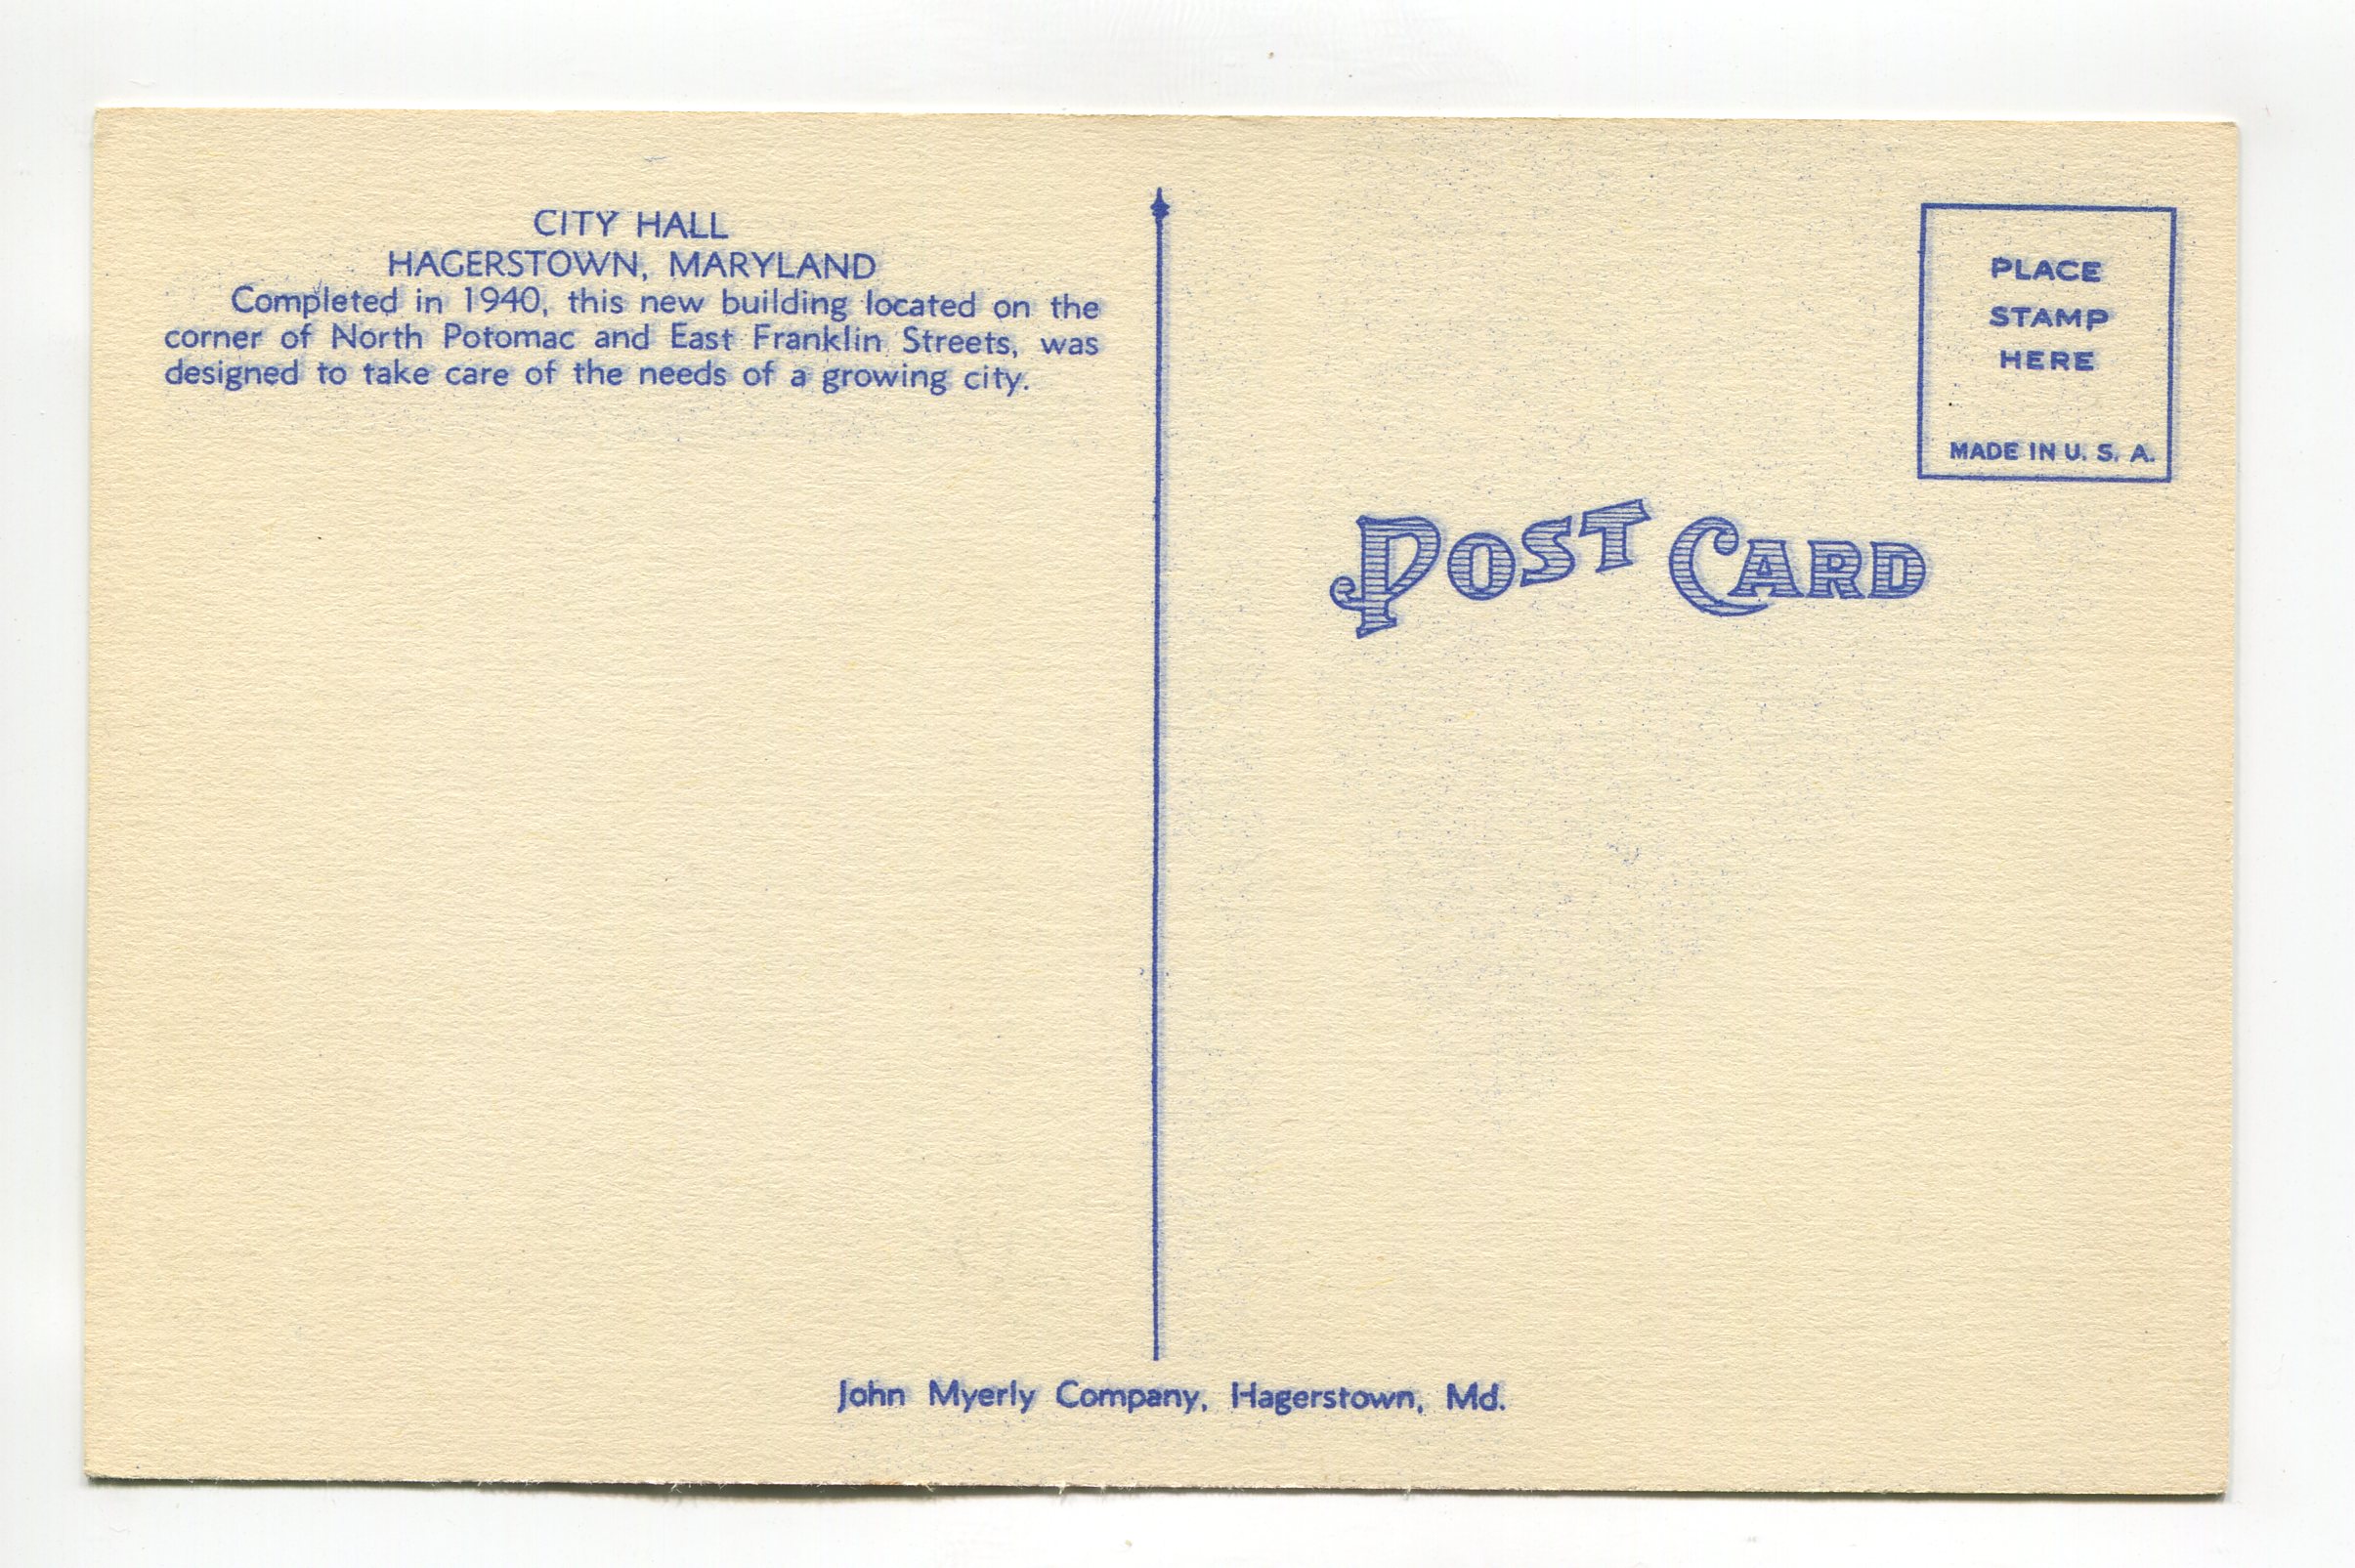 CITY HALL
HAGERSTOWN, MARYLAND
Completed in 1940, this new building located on the
corner of North Potomac and East Franklin Streets, was
designed to take care of the needs of a growing city.
PLACE
STAMP
HERE
MADE IN U. S. A.
POST CARD
John Myerly Company, Hagerstown, Md.